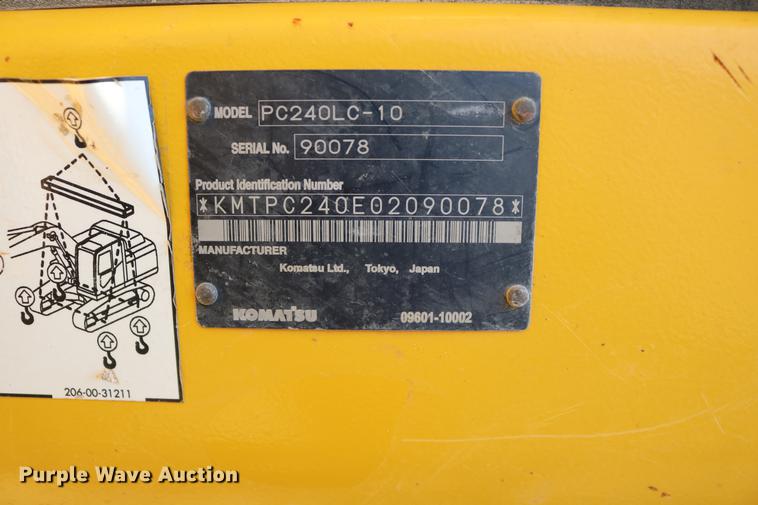 MODEL PC240LC-10
SERIAL No. 90078
Product Identification Number
*KMTPC240E02090078*
MANUFACTURER
Komatsu Ltd., Tokyo, Japan
KOMATSU 09601-10002
206-00-31211
Purple Wave Auction